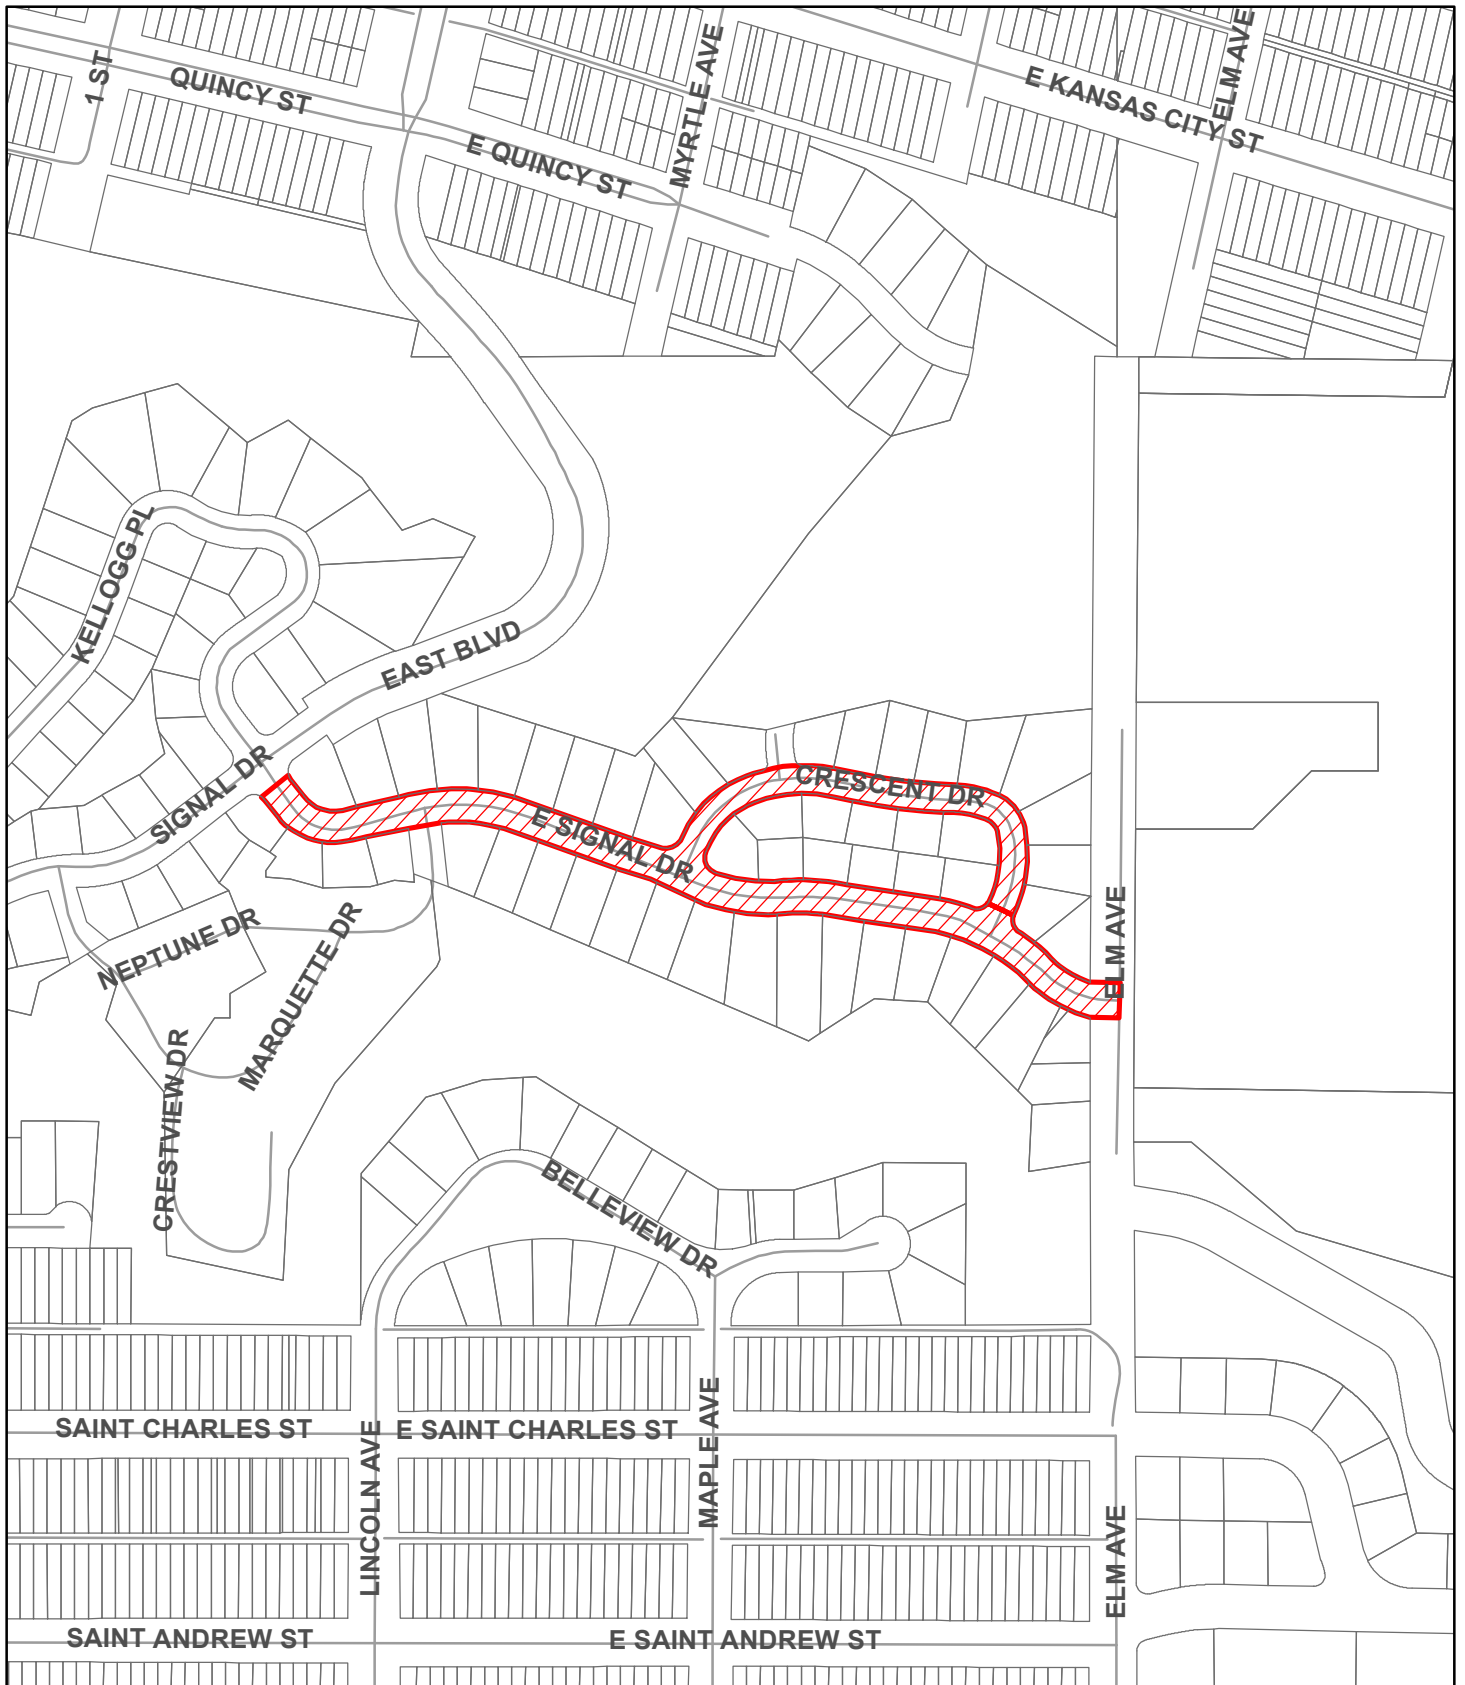 1 ST
QUINCY ST
E QUINCY ST
MYRTLE AVE
E KANSAS CITY ST
ELM AVE
KELLOGG PL
EAST BLVD
SIGNAL DR
E SIGNAL DR
CRESCENT DR
ELM AVE
NEPTUNE DR
MARQUETTE DR
CRESTVIEW DR
BELLEVIEW DR
SAINT CHARLES ST
E SAINT CHARLES ST
LINCOLN AVE
MAPLE AVE
ELM AVE
SAINT ANDREW ST
E SAINT ANDREW ST